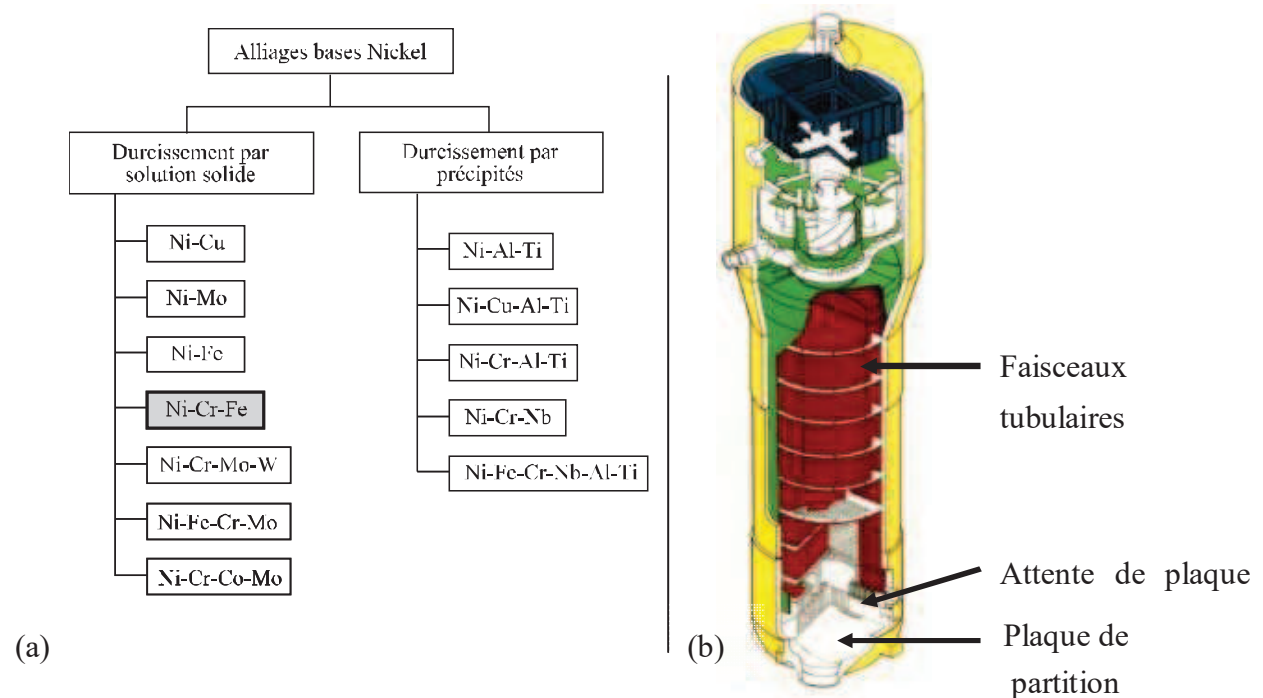 Alliages bases Nickel
Durcissement par
solution solide
Ni-Cu
Ni-Mo
Ni-Fe
Ni-Cr-Fe
Ni-Cr-Mo-W
Ni-Fe-Cr-Mo
Ni-Cr-Co-Mo
Durcissement par
précipités
Ni-Al-Ti
Ni-Cu-Al-Ti
Ni-Cr-Al-Ti
Ni-Cr-Nb
Ni-Fe-Cr-Nb-Al-Ti
(a)
Faisceaux
tubulaires
Attente de plaque
Plaque de
partition
(b)